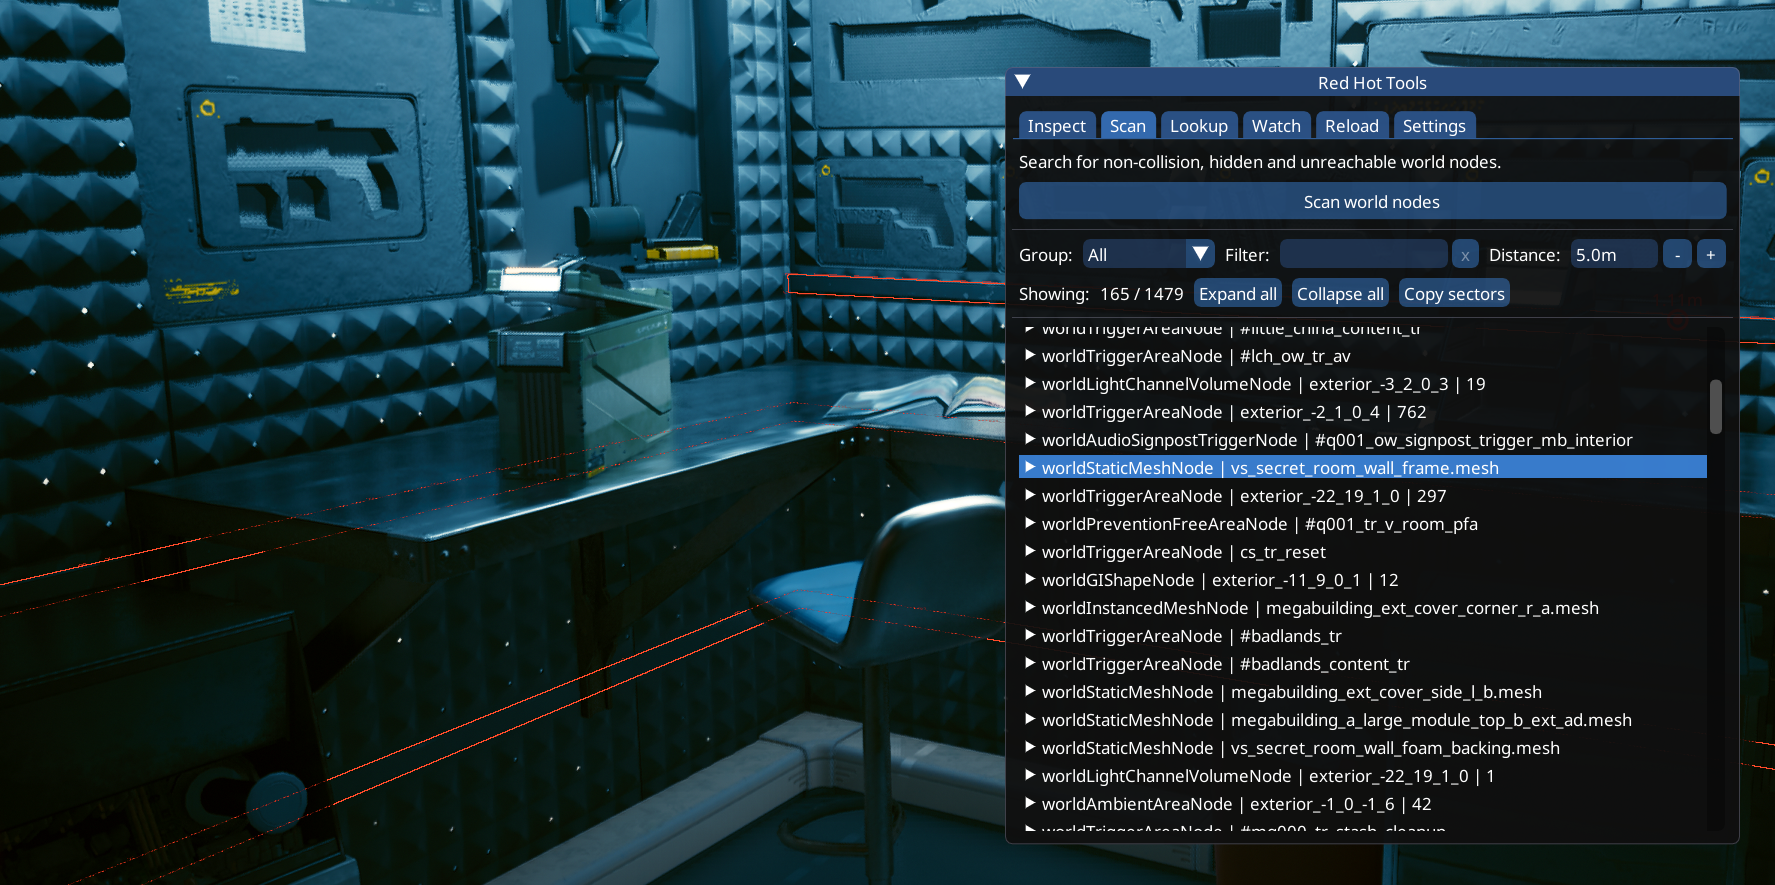 Red Hot Tools
Inspect Scan Lookup Watch Reload Settings
Search for non-collision, hidden and unreachable world nodes.
Scan world nodes
Group: All Filter: x Distance: 5.0m - +
Showing: 165 / 1479 Expand all Collapse all Copy sectors
worldTriggerAreaNode | #little_china_content_tr
worldTriggerAreaNode | #lch_ow_tr_av
worldLightChannelVolumeNode | exterior_-3_2_0_3 | 19
worldTriggerAreaNode | exterior_-2_1_0_4 | 762
worldAudioSignpostTriggerNode | #q001_ow_signpost_trigger_mb_interior
worldStaticMeshNode | vs_secret_room_wall_frame.mesh
worldTriggerAreaNode | exterior_-22_19_1_0 | 297
worldPreventionFreeAreaNode | #q001_tr_v_room_pfa
worldTriggerAreaNode | cs_tr_reset
worldGIShapeNode | exterior_-11_9_0_1 | 12
worldInstancedMeshNode | megabuilding_ext_cover_corner_r_a.mesh
worldTriggerAreaNode | #badlands_tr
worldTriggerAreaNode | #badlands_content_tr
worldStaticMeshNode | megabuilding_ext_cover_side_l_b.mesh
worldStaticMeshNode | megabuilding_a_large_module_top_b_ext_ad.mesh
worldStaticMeshNode | vs_secret_room_wall_foam_backing.mesh
worldLightChannelVolumeNode | exterior_-22_19_1_0 | 1
worldAmbientAreaNode | exterior_-1_0_-1_6 | 42
worldTriggerAreaNode | #mq000_tr_stash_cleanup